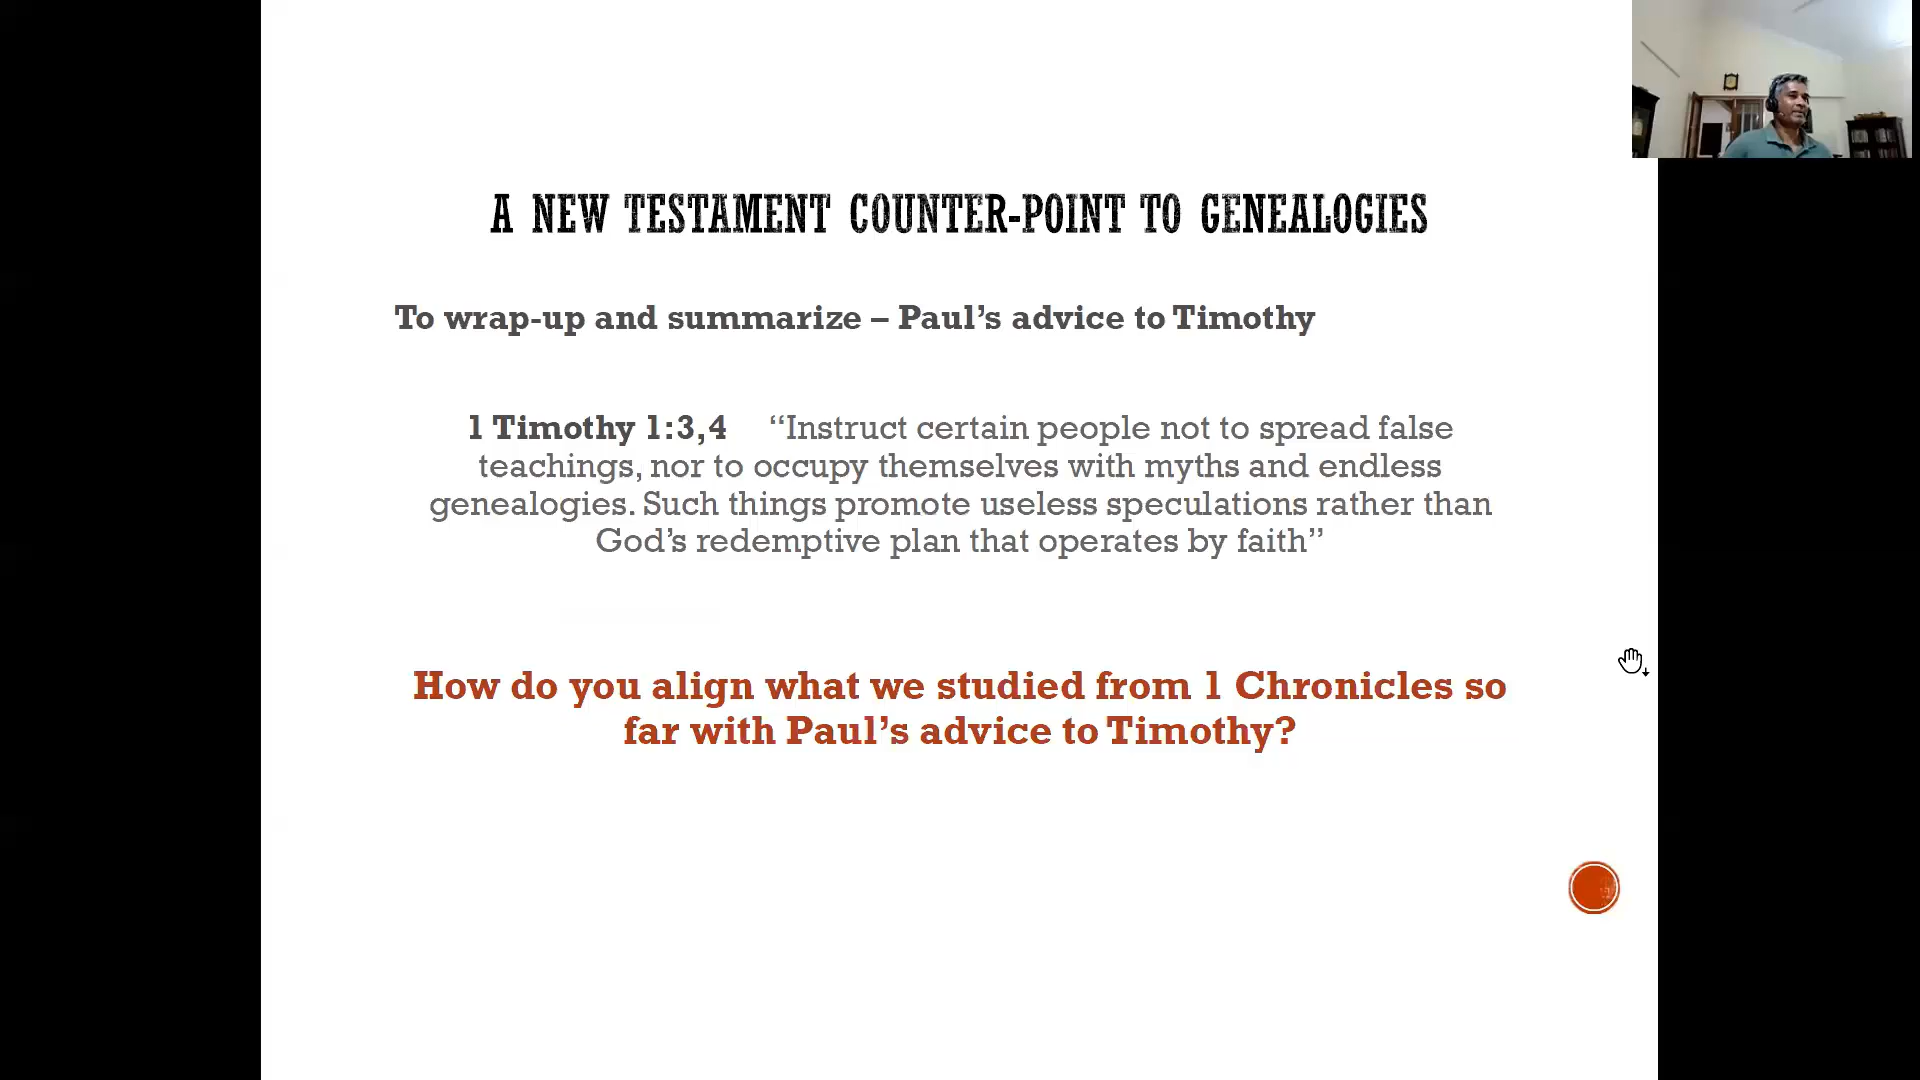 A NEW TESTAMENT COUNTER-POINT TO GENEALOGIES
To wrap-up and summarize – Paul’s advice to Timothy
1 Timothy 1:3,4 “Instruct certain people not to spread false
teachings, nor to occupy themselves with myths and endless
genealogies. Such things promote useless speculations rather than
God’s redemptive plan that operates by faith”
How do you align what we studied from 1 Chronicles so
far with Paul’s advice to Timothy?